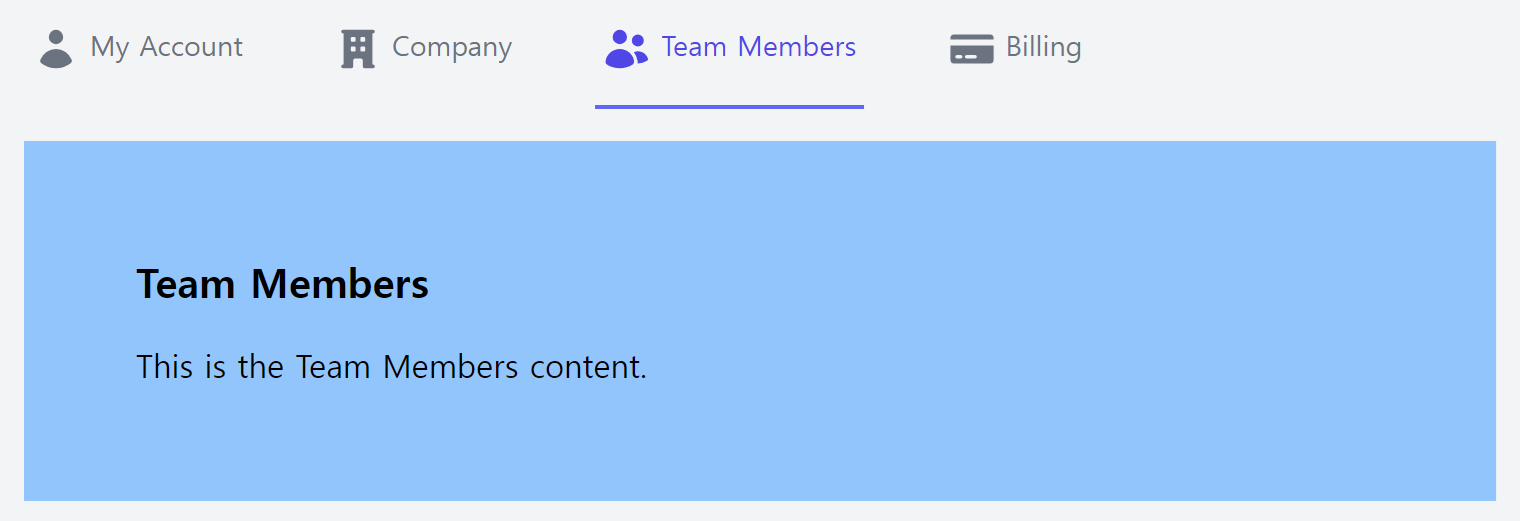 My Account Company Team Members Billing
Team Members
This is the Team Members content.